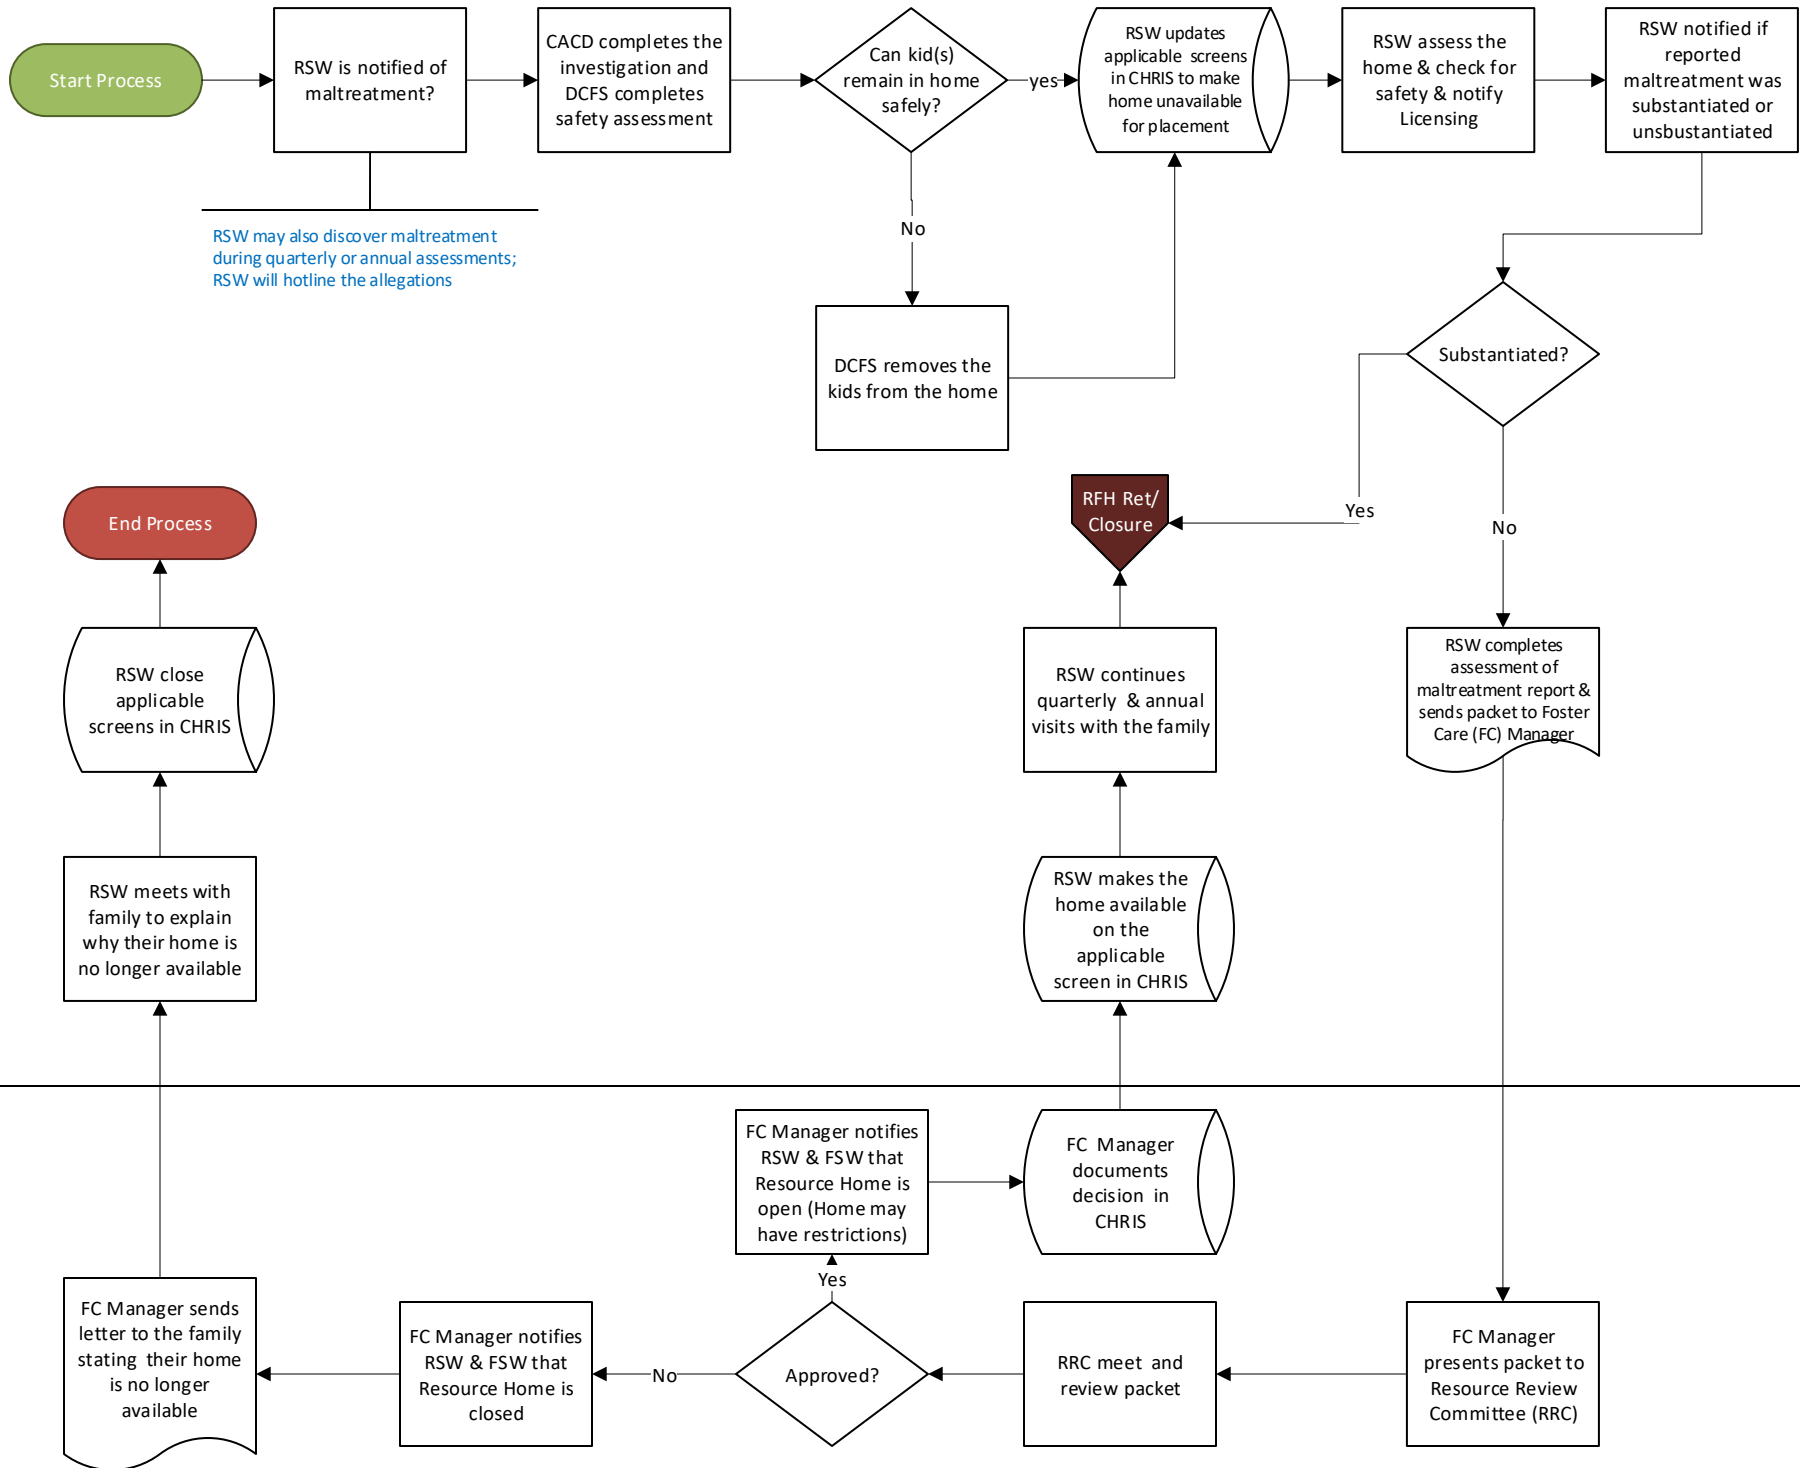 Start Process
RSW is notified of
maltreatment?
RSW may also discover maltreatment
during quarterly or annual assessments;
RSW will hotline the allegations
CACD completes the
investigation and
DCFS completes
safety assessment
Can kid(s)
remain in home
safely?
yes
No
DCFS removes the
kids from the home
RSW updates
applicable screens
in CHRIS to make
home unavailable
for placement
RSW assess the
home & check for
safety & notify
Licensing
RSW notified if
reported
maltreatment was
substantiated or
unsbustantiated
Substantiated?
Yes
No
RFH Ret/
Closure
End Process
RSW close
applicable
screens in CHRIS
RSW continues
quarterly & annual
visits with the family
RSW completes
assessment of
maltreatment report &
sends packet to Foster
Care (FC) Manager
RSW meets with
family to explain
why their home is
no longer available
RSW makes the
home available
on the
applicable
screen in CHRIS
FC Manager notifies
RSW & FSW that
Resource Home is
open (Home may
have restrictions)
FC Manager
documents
decision in
CHRIS
Yes
FC Manager sends
letter to the family
stating their home
is no longer
available
FC Manager notifies
RSW & FSW that
Resource Home is
closed
No
Approved?
RRC meet and
review packet
FC Manager
presents packet to
Resource Review
Committee (RRC)